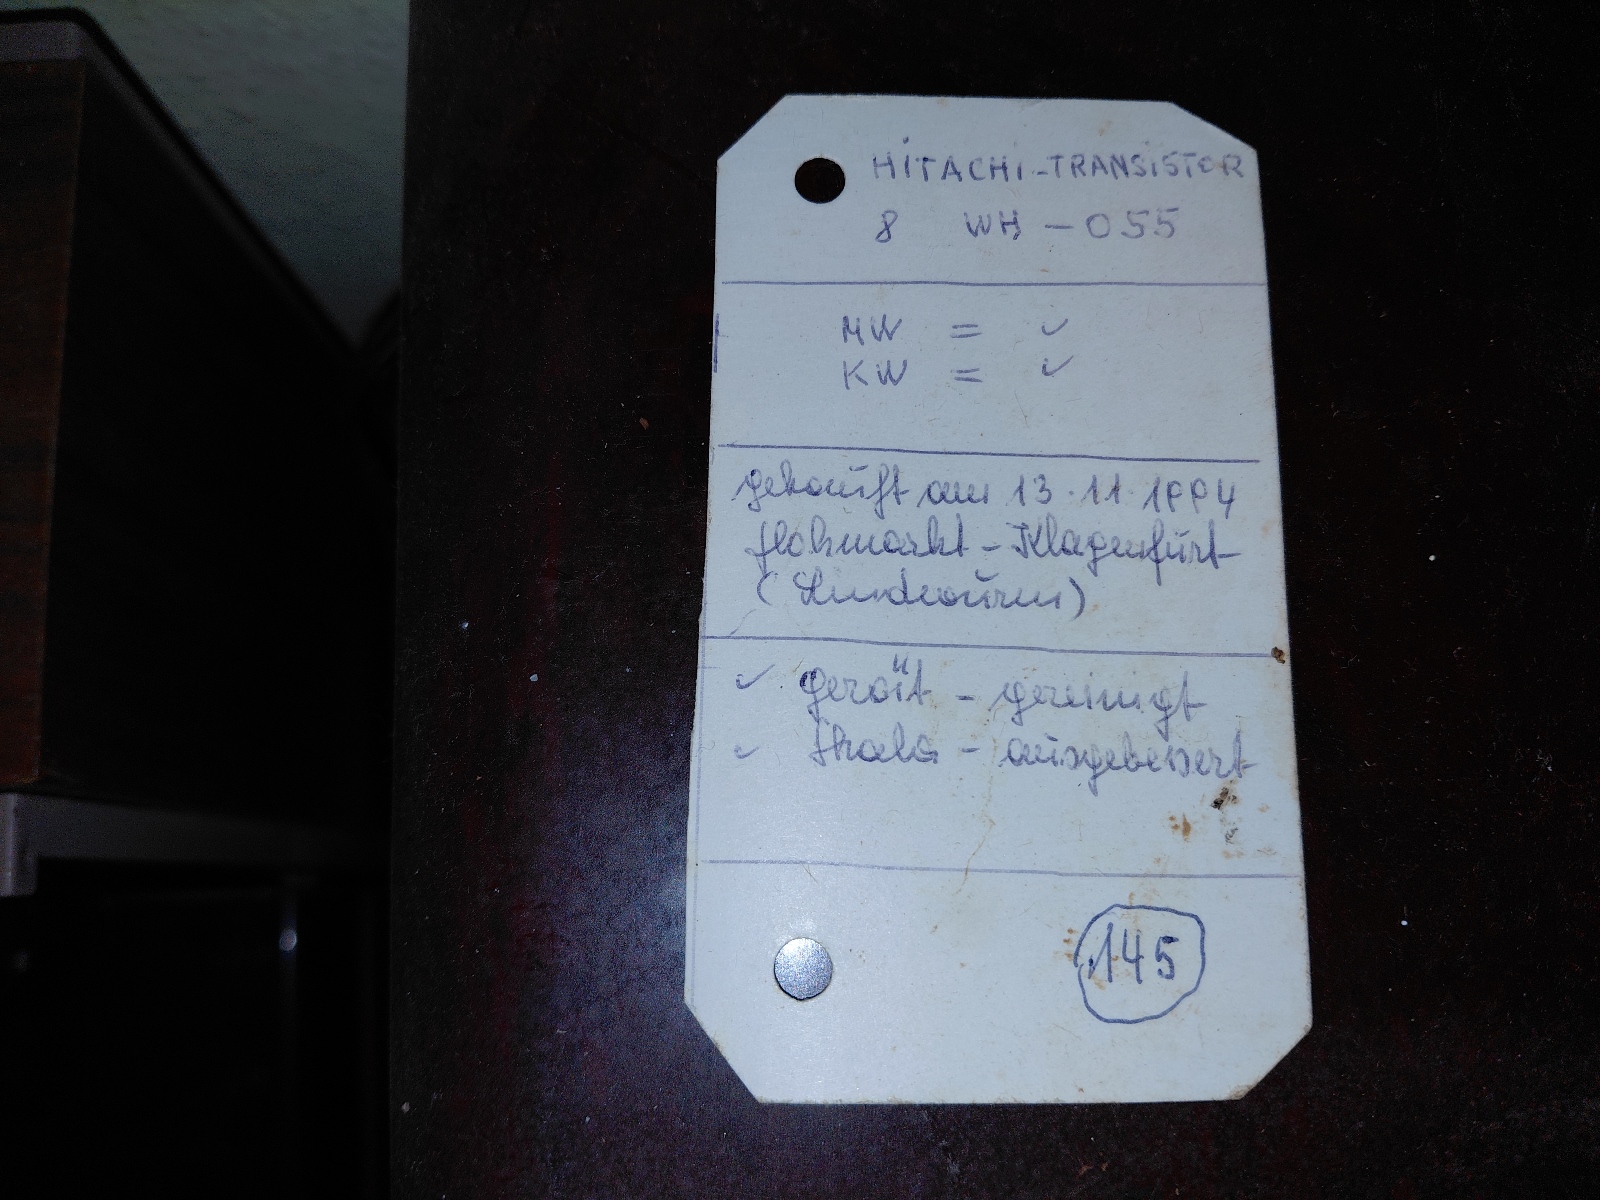 HITACHI-TRANSISTOR
8 WH - 055
MW = ✓
KW = ✓
gekauft am 13.11.1994
Flohmarkt - Klagenfurt
(Lindwurm)
✓ Gerät - gereinigt
✓ Skala - ausgebessert
145